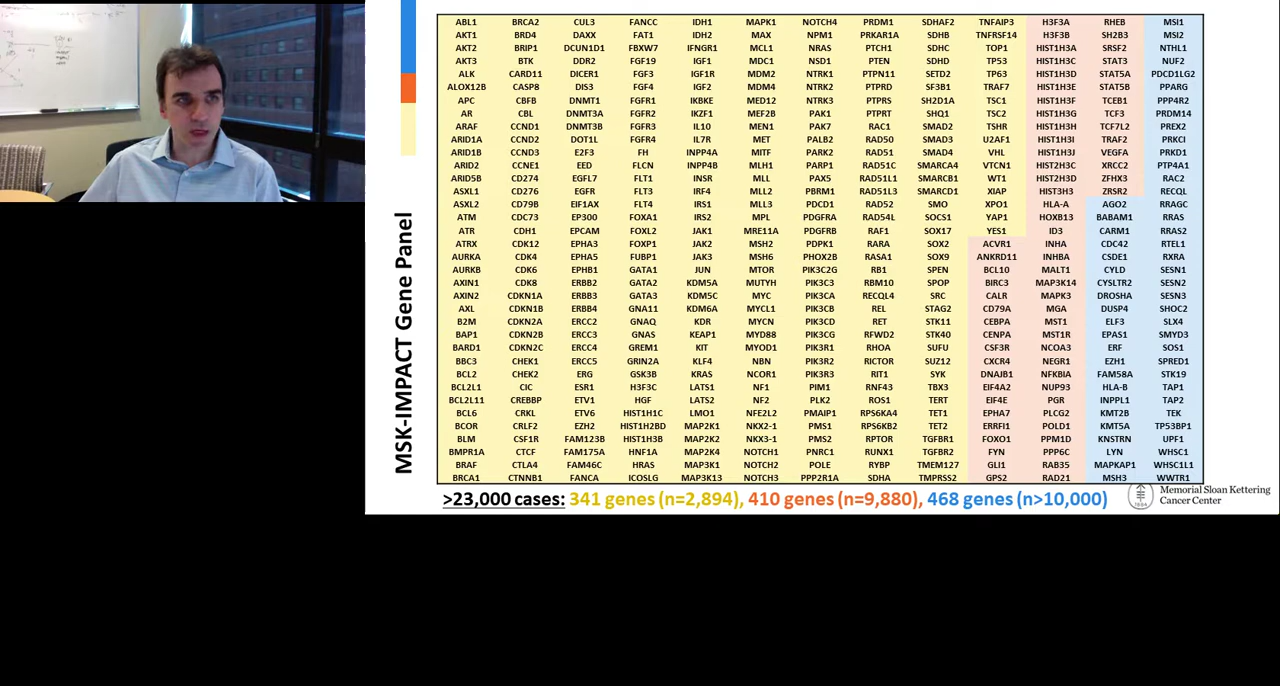 MSK-IMPACT Gene Panel
ABL1 BRCA2 CUL3 FANCC IDH1 MAPK1 NOTCH4 PRDM1 SDHAF2 TNFAIP3 H3F3A RHEB MSI1
AKT1 BRD4 DAXX FAT1 IDH2 MAX NPM1 PRKAR1A SDHB TNFRSF14 H3F3B SH2B3 MSI2
AKT2 BRIP1 DCUN1D1 FBXW7 IFNGR1 MCL1 NRAS PTCH1 SDHC TOP1 HIST1H3A SRSF2 NTHL1
AKT3 BTK DDR2 FGF19 IGF1 MDC1 NSD1 PTEN SDHD TP53 HIST1H3C STAT3 NUF2
ALK CARD11 DICER1 FGF3 IGF1R MDM2 NTRK1 PTPN11 SETD2 TP63 HIST1H3D STAT5A PDCD1LG2
ALOX12B CASP8 DIS3 FGF4 IGF2 MDM4 NTRK2 PTPRD SF3B1 TRAF7 HIST1H3E STAT5B PPARG
APC CBFB DNMT1 FGFR1 IKBKE MED12 NTRK3 PTPRS SH2D1A TSC1 HIST1H3F TCEB1 PPP4R2
AR CBL DNMT3A FGFR2 IKZF1 MEF2B PAK1 PTPRT SHQ1 TSC2 HIST1H3G TCF3 PRDM14
ARAF CCND1 DNMT3B FGFR3 IL10 MEN1 PAK7 RAC1 SMAD2 TSHR HIST1H3H TCF7L2 PREX2
ARID1A CCND2 DOT1L FGFR4 IL7R MET PALB2 RAD50 SMAD3 U2AF1 HIST1H3I TRAF2 PRKCI
ARID1B CCND3 E2F3 FH INPP4A MITF PARK2 RAD51 SMAD4 VHL HIST1H3J VEGFA PRKD1
ARID2 CCNE1 EED FLCN INPP4B MLH1 PARP1 RAD51C SMARCA4 VTCN1 HIST2H3C XRCC2 PTP4A1
ARID5B CD274 EGFL7 FLT1 INSR MLL PAX5 RAD51L1 SMARCB1 WT1 HIST2H3D ZFHX3 RAC2
ASXL1 CD276 EGFR FLT3 IRF4 MLL2 PBRM1 RAD51L3 SMARCD1 XIAP HIST3H3 ZRSR2 RECQL
ASXL2 CD79B EIF1AX FLT4 IRS1 MLL3 PDCD1 RAD52 SMO XPO1 HLA-A AGO2 RRAGC
ATM CDC73 EP300 FOXA1 IRS2 MPL PDGFRA RAD54L SOCS1 YAP1 HOXB13 BABAM1 RRAS
ATR CDH1 EPCAM FOXL2 JAK1 MRE11A PDGFRB RAF1 SOX17 YES1 ID3 CARM1 RRAS2
ATRX CDK12 EPHA3 FOXP1 JAK2 MSH2 PDPK1 RARA SOX2 ACVR1 INHA CDC42 RTEL1
AURKA CDK4 EPHA5 FUBP1 JAK3 MSH6 PHOX2B RASA1 SOX9 ANKRD11 INHBA CSDE1 RXRA
AURKB CDK6 EPHB1 GATA1 JUN MTOR PIK3C2G RB1 SPEN BCL10 MALT1 CYLD SESN1
AXIN1 CDK8 ERBB2 GATA2 KDM5A MUTYH PIK3C3 RBM10 SPOP BIRC3 MAP3K14 CYSLTR2 SESN2
AXIN2 CDKN1A ERBB3 GATA3 KDM5C MYC PIK3CA RECQL4 SRC CALR MAPK3 DROSHA SESN3
AXL CDKN1B ERBB4 GNA11 KDM6A MYCL1 PIK3CB REL STAG2 CD79A MGA DUSP4 SHOC2
B2M CDKN2A ERCC2 GNAQ KDR MYCN PIK3CD RET STK11 CEBPA MST1 ELF3 SLX4
BAP1 CDKN2B ERCC3 GNAS KEAP1 MYD88 PIK3CG RFWD2 STK40 CENPA MST1R EPAS1 SMYD3
BARD1 CDKN2C ERCC4 GREM1 KIT MYOD1 PIK3R1 RHOA SUFU CSF3R NCOA3 ERF SOS1
BBC3 CHEK1 ERCC5 GRIN2A KLF4 NBN PIK3R2 RICTOR SUZ12 CXCR4 NEGR1 EZH1 SPRED1
BCL2 CHEK2 ERG GSK3B KRAS NCOR1 PIK3R3 RIT1 SYK DNAJB1 NFKBIA FAM58A STK19
BCL2L1 CIC ESR1 H3F3C LATS1 NF1 PIM1 RNF43 TBX3 EIF4A2 NUP93 HLA-B TAP1
BCL2L11 CREBBP ETV1 HGF LATS2 NF2 PLK2 ROS1 TERT EIF4E PGR INPPL1 TAP2
BCL6 CRKL ETV6 HIST1H1C LMO1 NFE2L2 PMAIP1 RPS6KA4 TET1 EPHA7 PLCG2 KMT2B TEK
BCOR CRLF2 EZH2 HIST1H2BD MAP2K1 NKX2-1 PMS1 RPS6KB2 TET2 ERRFI1 POLD1 KMT5A TP53BP1
BLM CSF1R FAM123B HIST1H3B MAP2K2 NKX3-1 PMS2 RPTOR TGFBR1 FOXO1 PPM1D KNSTRN UPF1
BMPR1A CTCF FAM175A HNF1A MAP2K4 NOTCH1 PNRC1 RUNX1 TGFBR2 FYN PPP6C LYN WHSC1
BRAF CTLA4 FAM46C HRAS MAP3K1 NOTCH2 POLE RYBP TMEM127 GLI1 RAB35 MAPKAP1 WHSC1L1
BRCA1 CTNNB1 FANCA ICOSLG MAP3K13 NOTCH3 PPP2R1A SDHA TMPRSS2 GPS2 RAD21 MSH3 WWTR1
>23,000 cases: 341 genes (n=2,894), 410 genes (n=9,880), 468 genes (n>10,000)
Memorial Sloan Kettering
Cancer Center